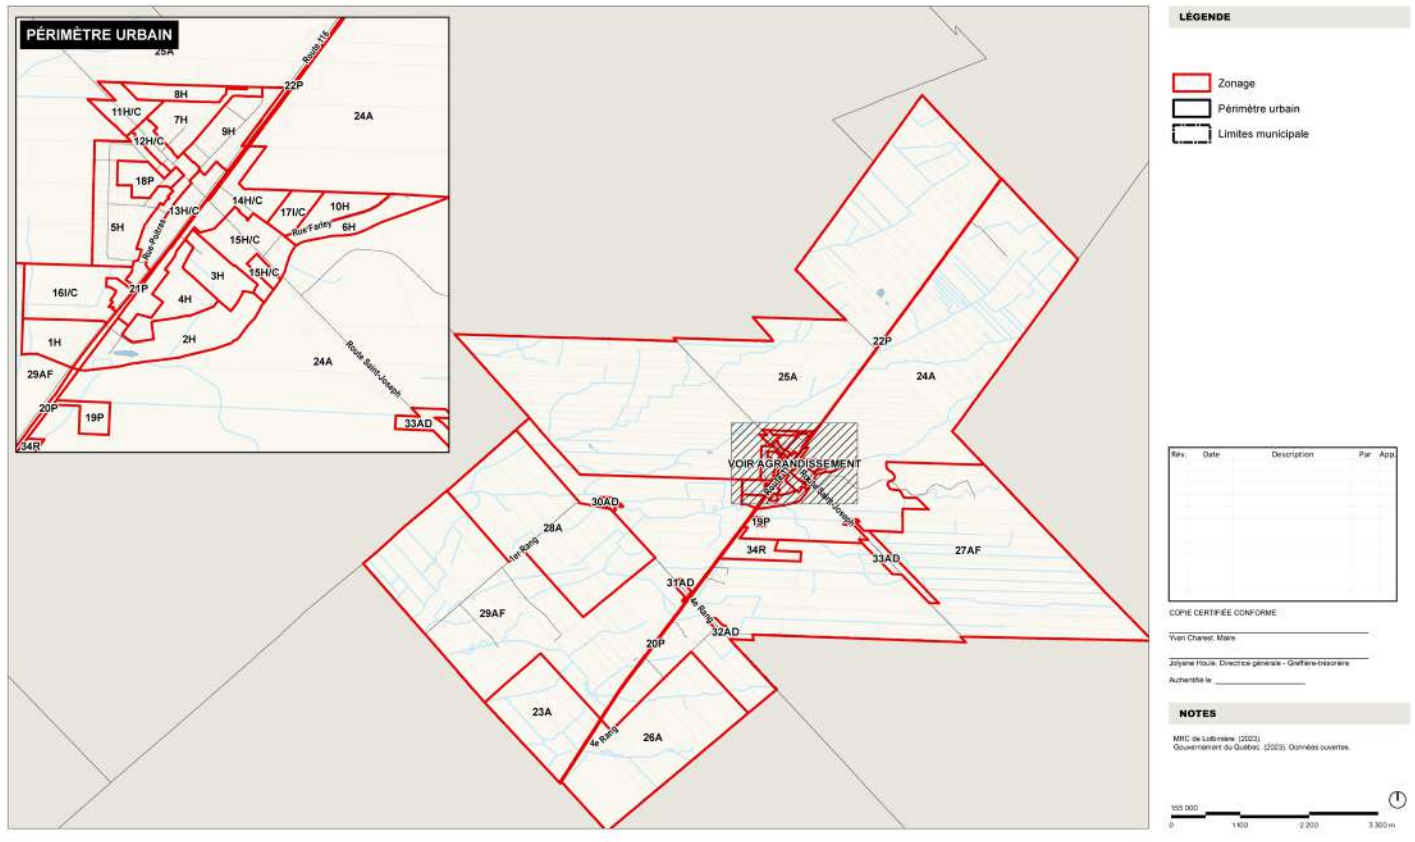 PÉRIMÈTRE URBAIN
25A
Route 116
22P
8H
24A
11H/C
7H
9H
12H/C
18P
14H/C
10H
17I/C
13H/C
5H
Rue Farley
6H
Rue Poitras
15H/C
3H
15H/C
21P
16I/C
4H
1H
2H
24A
Route Saint-Joseph
29AF
20P
19P
33AD
34R
22P
25A
24A
VOIR AGRANDISSEMENT
Route Saint-Joseph
30AD
28A
19P
1er Rang
34R
27AF
33AD
31AD
4e Rang
29AF
32AD
20P
23A
4e Rang
26A
LÉGENDE
Zonage
Périmètre urbain
Limites municipale
Rev. Date Description Par App.
COPIE CERTIFIÉE CONFORME
Yvan Charest, Maire
Jolyane Houle, Directrice générale - Greffière-trésorière
Authentifié le:
NOTES
MRC de Lotbinière. (2023).
Gouvernement du Québec. (2023). Données ouvertes.
1:55 000
0 1 100 2 200 3 300 m